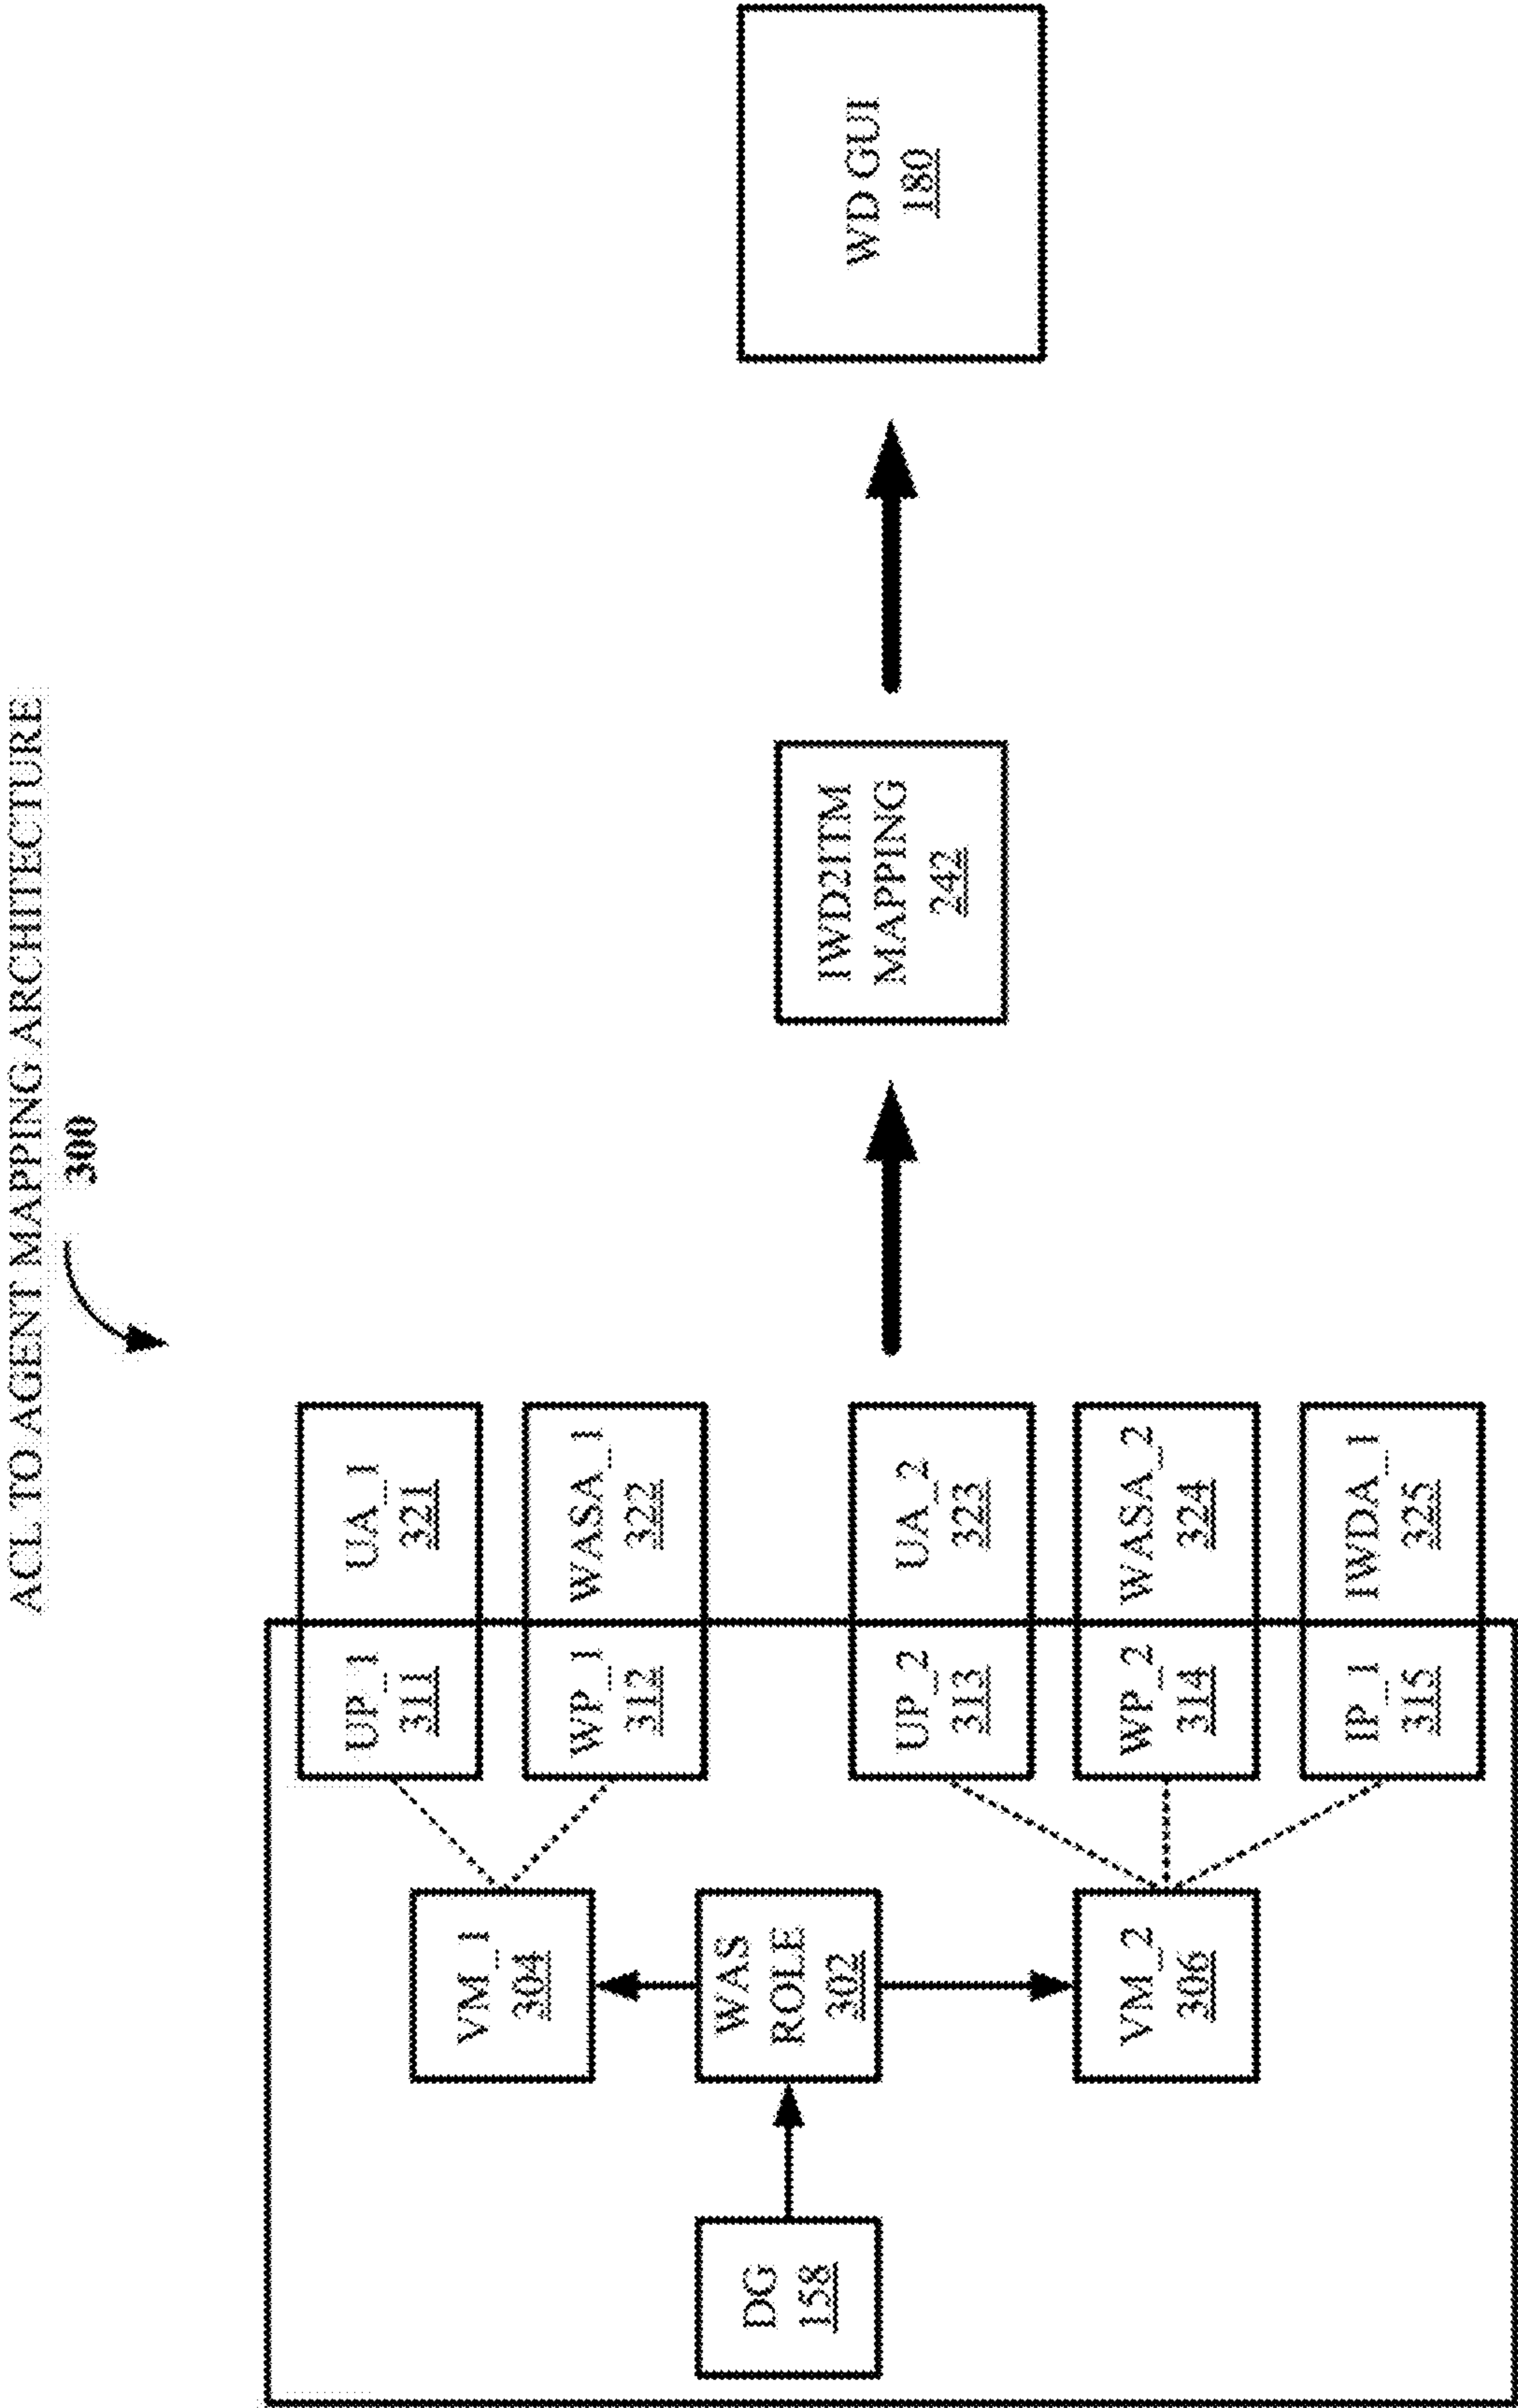 ACL TO AGENT MAPPING ARCHITECTURE
300
DG
158
WAS
ROLE
302
VM_1
304
VM_2
306
UP_1
311
UA_1
321
WP_1
312
WASA_1
322
UP_2
313
UA_2
323
WP_2
314
WASA_2
324
IP_1
315
IWDA_1
325
IWD2ITM
MAPPING
242
WD GUI
180